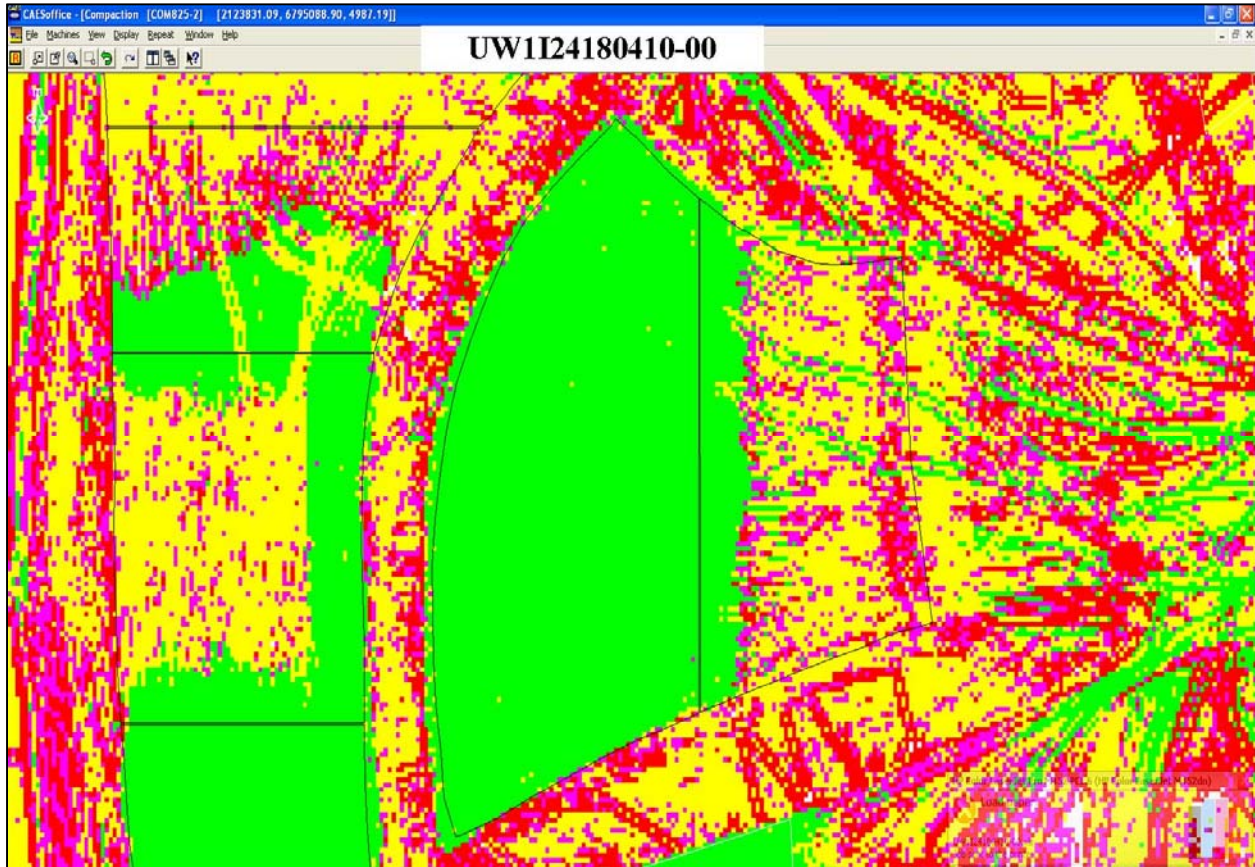 CAESoffice - [Compaction [COM825-2] [2123831.09, 6795088.90, 4987.19]]
File Machines View Display Repeat Window Help
UW1I24180410-00